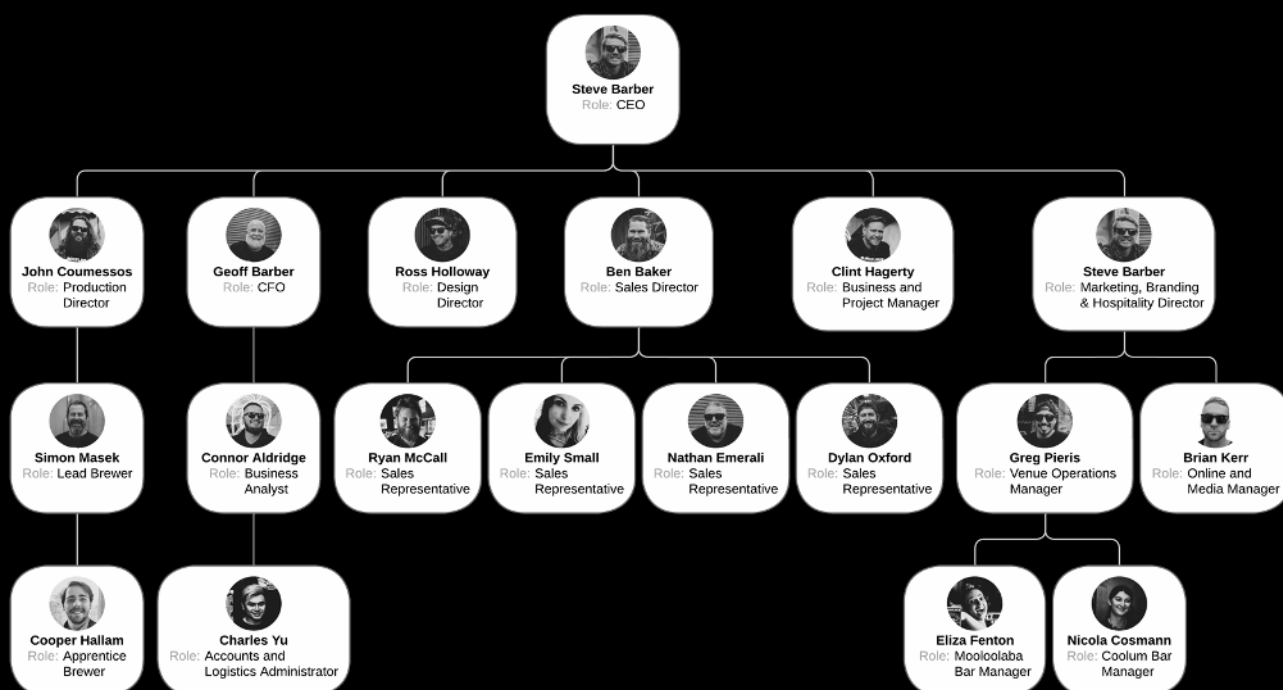 Steve Barber
Role: CEO
John Coumessos
Role: Production
Director
Geoff Barber
Role: CFO
Ross Holloway
Role: Design
Director
Ben Baker
Role: Sales Director
Clint Hagerty
Role: Business and
Project Manager
Steve Barber
Role: Marketing, Branding
& Hospitality Director
Simon Masek
Role: Lead Brewer
Connor Aldridge
Role: Business
Analyst
Ryan McCall
Role: Sales
Representative
Emily Small
Role: Sales
Representative
Nathan Emerali
Role: Sales
Representative
Dylan Oxford
Role: Sales
Representative
Greg Pieris
Role: Venue Operations
Manager
Brian Kerr
Role: Online and
Media Manager
Cooper Hallam
Role: Apprentice
Brewer
Charles Yu
Role: Accounts and
Logistics Administrator
Eliza Fenton
Role: Mooloolaba
Bar Manager
Nicola Cosmann
Role: Coolum Bar
Manager